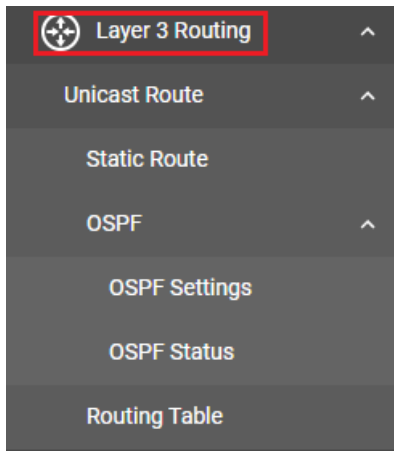 Layer 3 Routing
Unicast Route
Static Route
OSPF
OSPF Settings
OSPF Status
Routing Table